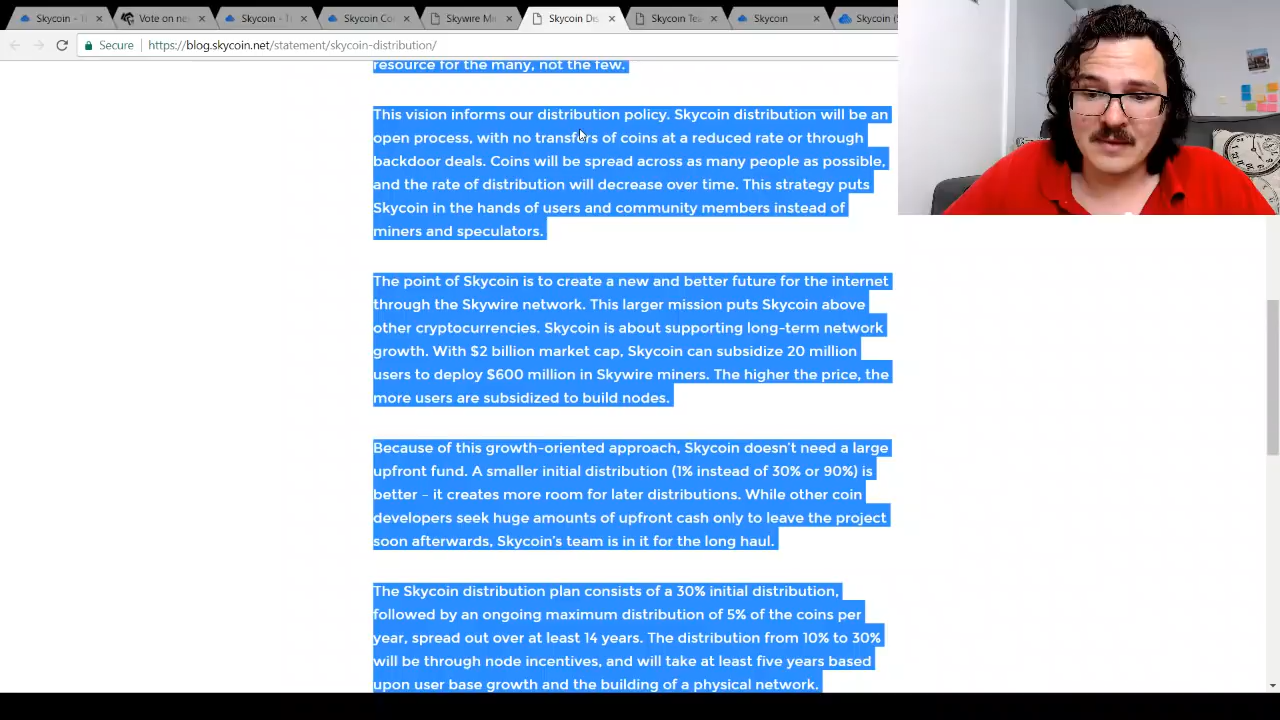 Skycoin - Ti
Vote on ne
Skycoin - T
Skycoin Co
Skywire Mi
Skycoin Dis
Skycoin Tea
Skycoin
Skycoin (
Secure https://blog.skycoin.net/statement/skycoin-distribution/
resource for the many, not the few.
This vision informs our distribution policy. Skycoin distribution will be an
open process, with no transfers of coins at a reduced rate or through
backdoor deals. Coins will be spread across as many people as possible,
and the rate of distribution will decrease over time. This strategy puts
Skycoin in the hands of users and community members instead of
miners and speculators.
The point of Skycoin is to create a new and better future for the internet
through the Skywire network. This larger mission puts Skycoin above
other cryptocurrencies. Skycoin is about supporting long-term network
growth. With $2 billion market cap, Skycoin can subsidize 20 million
users to deploy $600 million in Skywire miners. The higher the price, the
more users are subsidized to build nodes.
Because of this growth-oriented approach, Skycoin doesn’t need a large
upfront fund. A smaller initial distribution (1% instead of 30% or 90%) is
better – it creates more room for later distributions. While other coin
developers seek huge amounts of upfront cash only to leave the project
soon afterwards, Skycoin’s team is in it for the long haul.
The Skycoin distribution plan consists of a 30% initial distribution,
followed by an ongoing maximum distribution of 5% of the coins per
year, spread out over at least 14 years. The distribution from 10% to 30%
will be through node incentives, and will take at least five years based
upon user base growth and the building of a physical network.